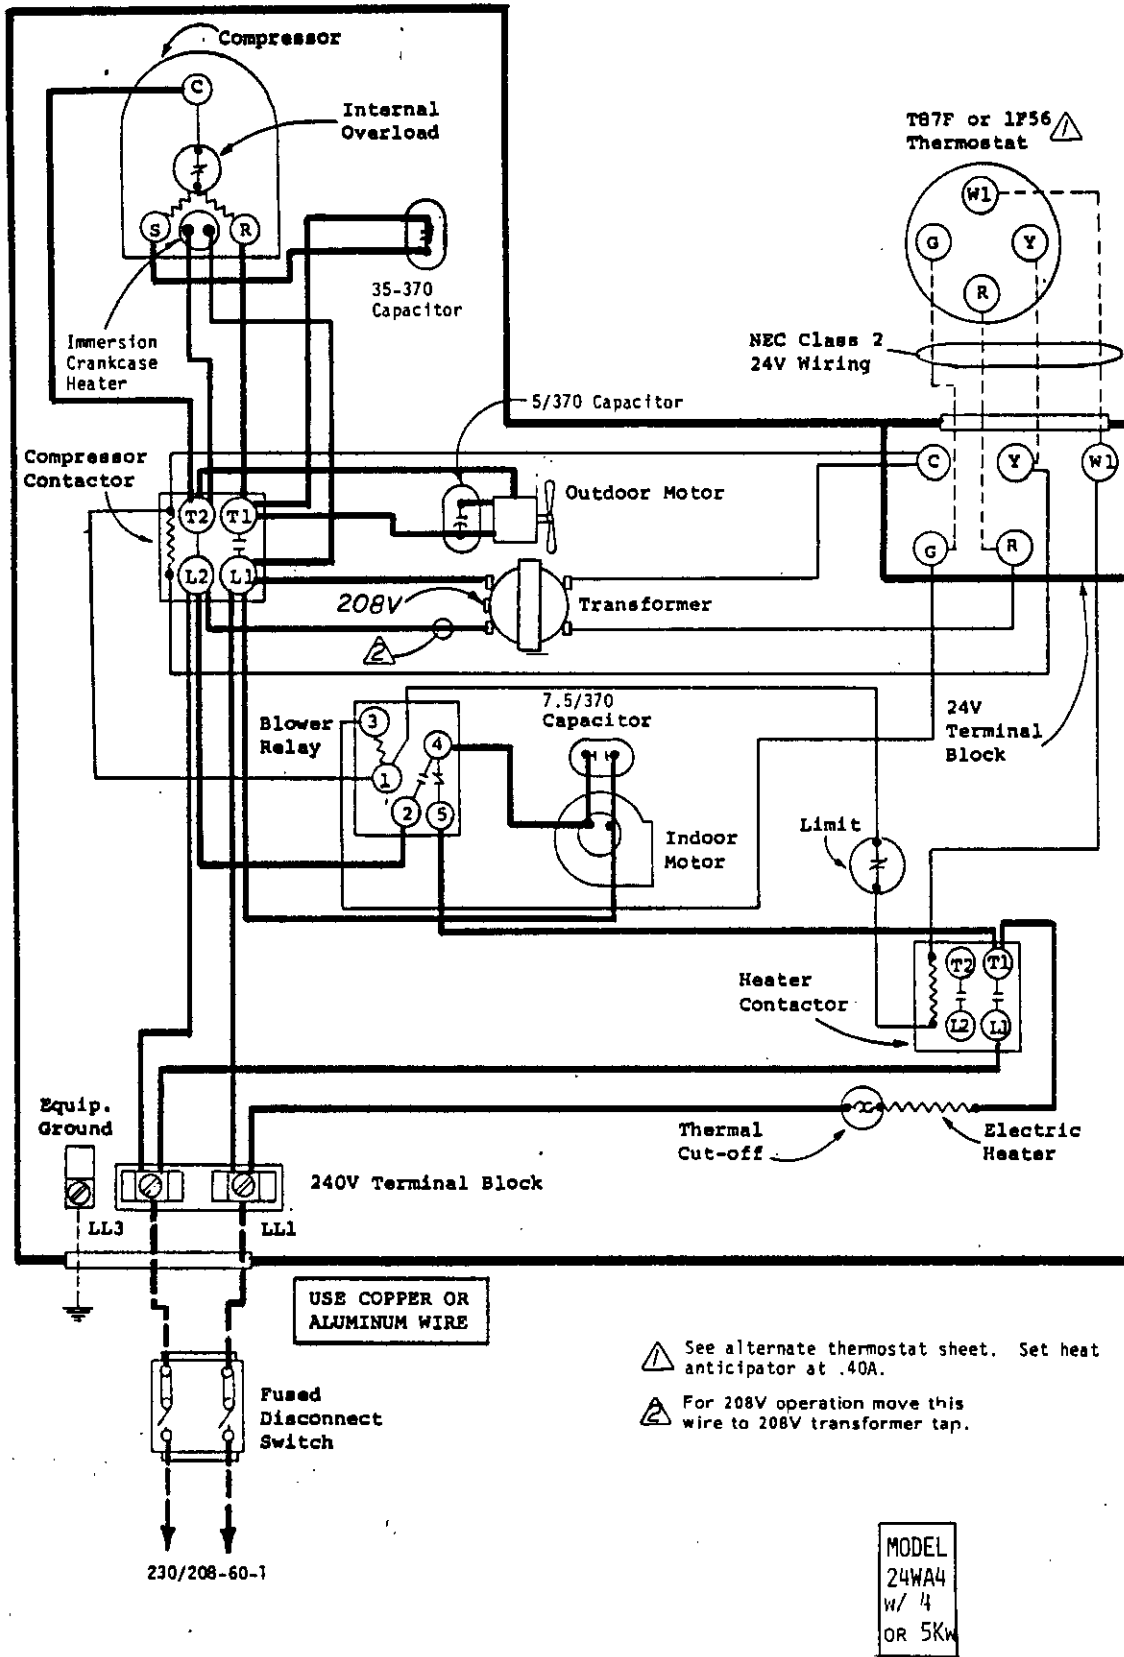 Compressor
C
Internal
Overload
S
R
35-370
Capacitor
Immersion
Crankcase
Heater
T87F or 1F56 1
Thermostat
W1
G
Y
R
NEC Class 2
24V Wiring
5/370 Capacitor
Compressor
Contactor
T2
T1
L2
L1
Outdoor Motor
C
Y
W1
G
R
208V
Transformer
2
24V
Terminal
Block
Blower
Relay
3
4
1
2
5
7.5/370
Capacitor
Indoor
Motor
Limit
Heater
Contactor
T2
T1
L2
L1
Equip.
Ground
Thermal
Cut-off
Electric
Heater
240V Terminal Block
LL3
LL1
USE COPPER OR
ALUMINUM WIRE
1 See alternate thermostat sheet. Set heat
anticipator at .40A.
2 For 208V operation move this
wire to 208V transformer tap.
Fused
Disconnect
Switch
230/208-60-1
MODEL
24WA4
W/ 4
OR 5KW